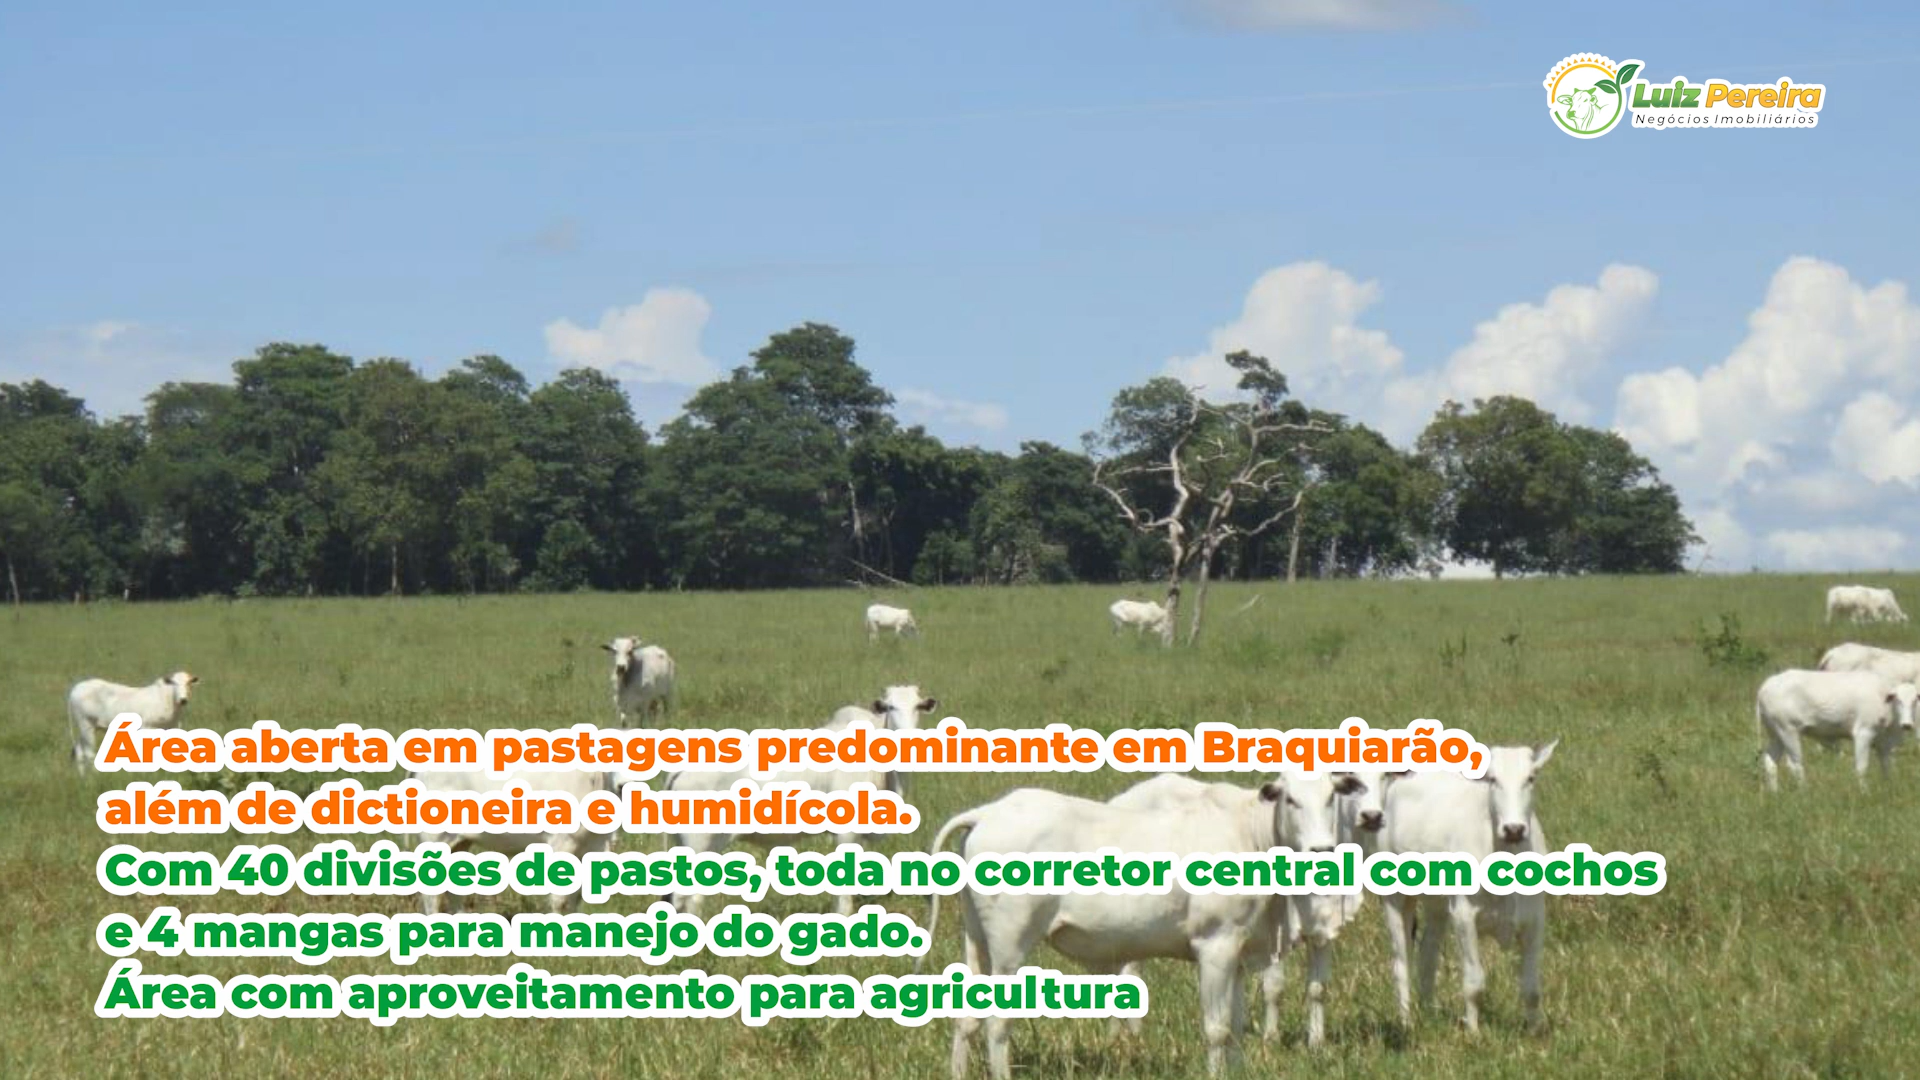 Luiz Pereira
Negócios Imobiliários
Área aberta em pastagens predominante em Braquiarão,
além de dictioneira e humidícola.
Com 40 divisões de pastos, toda no corretor central com cochos
e 4 mangas para manejo do gado.
Área com aproveitamento para agricultura